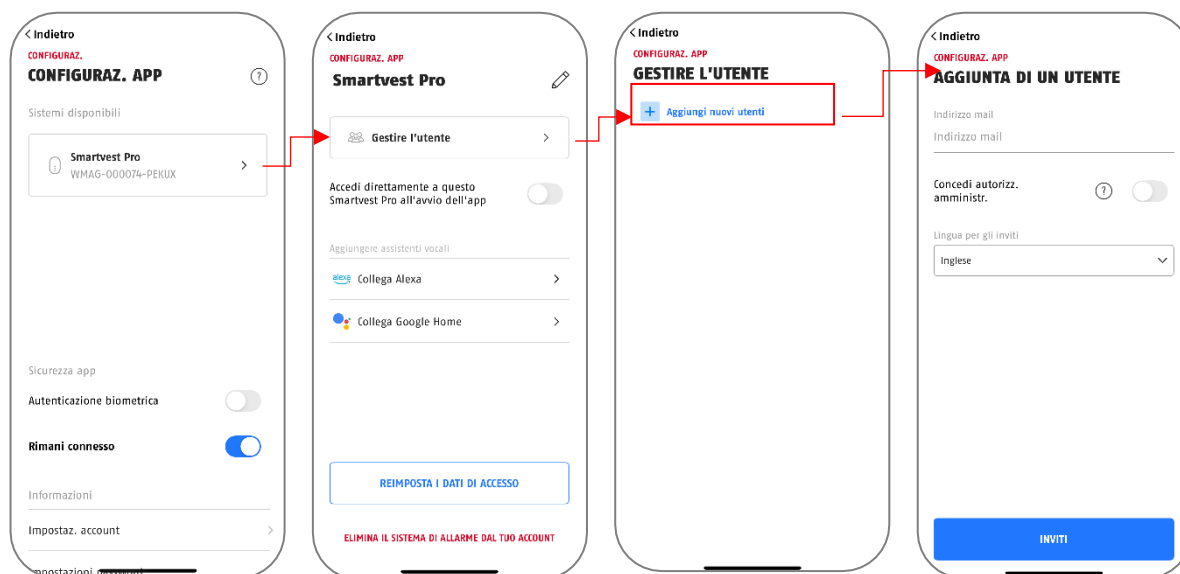 Indietro
CONFIGURAZ.
CONFIGURAZ. APP
?
Sistemi disponibili
Smartvest Pro
WMAG-000074-PEKUX
Sicurezza app
Autenticazione biometrica
Rimani connesso
Informazioni
Impostaz. account
Indietro
CONFIGURAZ. APP
Smartvest Pro
Gestire l'utente
Accedi direttamente a questo
Smartvest Pro all'avvio dell'app
Aggiungere assistenti vocali
alexa Collega Alexa
Collega Google Home
REIMPOSTA I DATI DI ACCESSO
ELIMINA IL SISTEMA DI ALLARME DAL TUO ACCOUNT
Indietro
CONFIGURAZ. APP
GESTIRE L'UTENTE
+ Aggiungi nuovi utenti
Indietro
CONFIGURAZ. APP
AGGIUNTA DI UN UTENTE
Indirizzo mail
Indirizzo mail
Concedi autorizz.
amministr.
?
Lingua per gli inviti
Inglese
INVITI